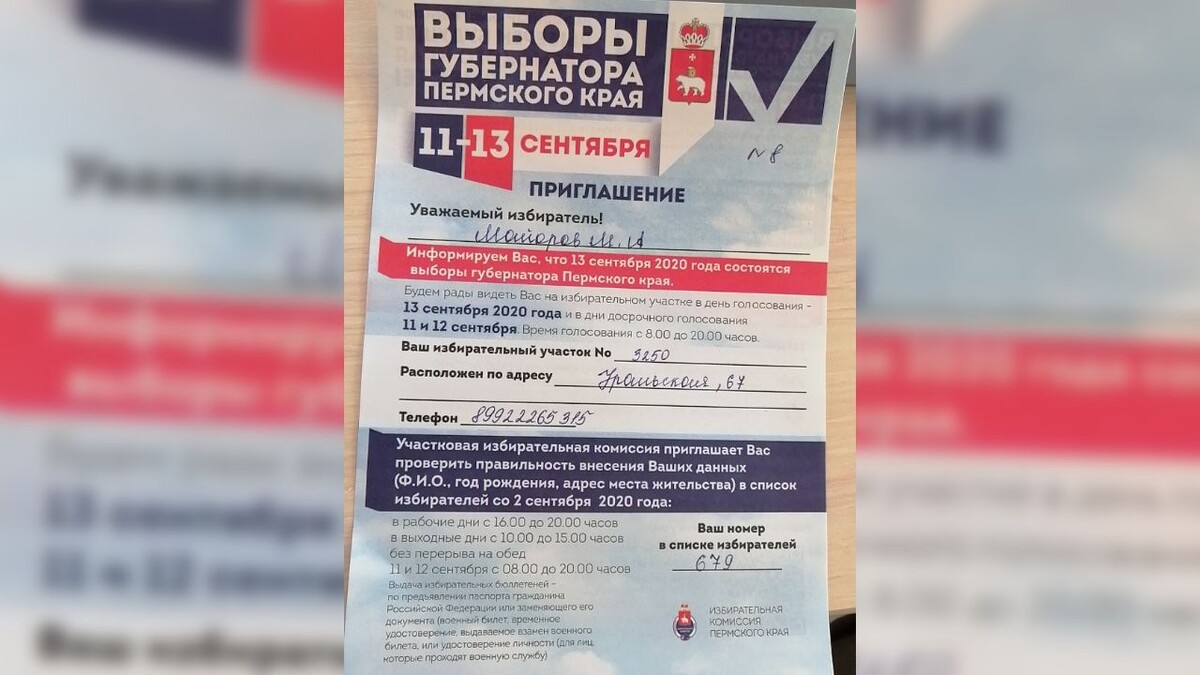 ВЫБОРЫ
ГУБЕРНАТОРА
ПЕРМСКОГО КРАЯ
11-13 СЕНТЯБРЯ
N8
ПРИГЛАШЕНИЕ
Уважаемый избиратель!
Майоров М. А
Информируем Вас, что 13 сентября 2020 года состоятся
выборы губернатора Пермского края.
Будем рады видеть Вас на избирательном участке в день голосования -
13 сентября 2020 года и в дни досрочного голосования
11 и 12 сентября. Время голосования с 8.00 до 20.00 часов.
Ваш избирательный участок No 3250
Расположен по адресу Уральская, 67
Телефон 89922265315
Участковая избирательная комиссия приглашает Вас
проверить правильность внесения Ваших данных
(Ф.И.О., год рождения, адрес места жительства) в список
избирателей со 2 сентября 2020 года:
в рабочие дни с 16.00 до 20.00 часов
в выходные дни с 10.00 до 15.00 часов
без перерыва на обед
11 и 12 сентября с 08.00 до 20.00 часов
Ваш номер
в списке избирателей
679
Выдача избирательных бюллетеней –
по предъявлении паспорта гражданина
Российской Федерации или заменяющего его
документа (военный билет, временное
удостоверение, выдаваемое взамен военного
билета, или удостоверение личности (для лиц,
которые проходят военную службу)
ИЗБИРАТЕЛЬНАЯ
КОМИССИЯ
ПЕРМСКОГО КРАЯ